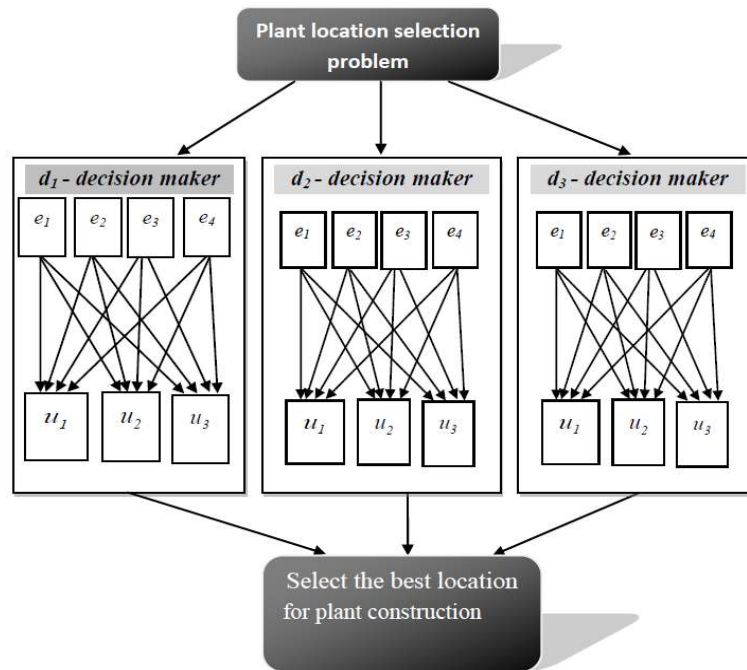 Plant location selection
problem
d1 - decision maker
e1 e2 e3 e4
u1 u2 u3
d2 - decision maker
e1 e2 e3 e4
u1 u2 u3
d3 - decision maker
e1 e2 e3 e4
u1 u2 u3
Select the best location
for plant construction